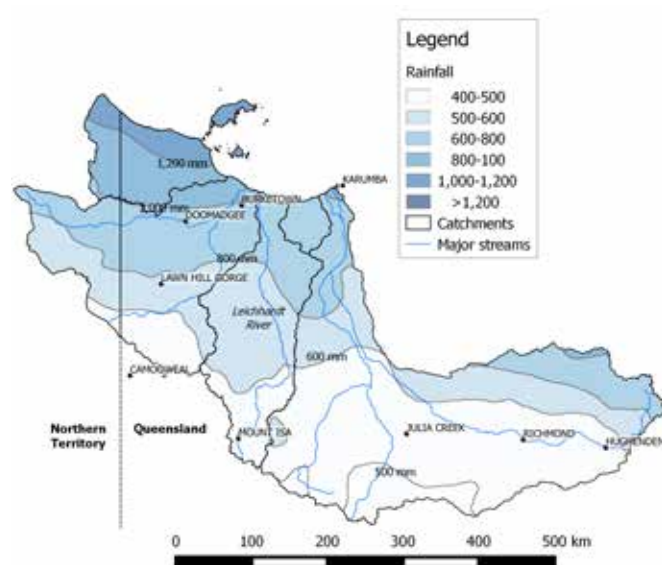 Legend
Rainfall
400-500
500-600
600-800
800-100
1,000-1,200
>1,200
Catchments
Major streams
1,200 mm
KARUMBA
BURKETOWN
1,000 mm
DOOMADGEE
800 mm
LAWN HILL GORGE
Leichhardt
River
600 mm
CAMOOWEAL
Northern
Territory
Queensland
MOUNT ISA
JULIA CREEK
RICHMOND
HUGHENDEN
500 mm
0 100 200 300 400 500 km